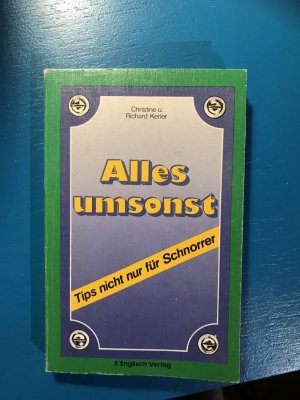 Christine u.
Richard Kerler
Alles
umsonst
Tips nicht nur für Schnorrer
F. Englisch Verlag